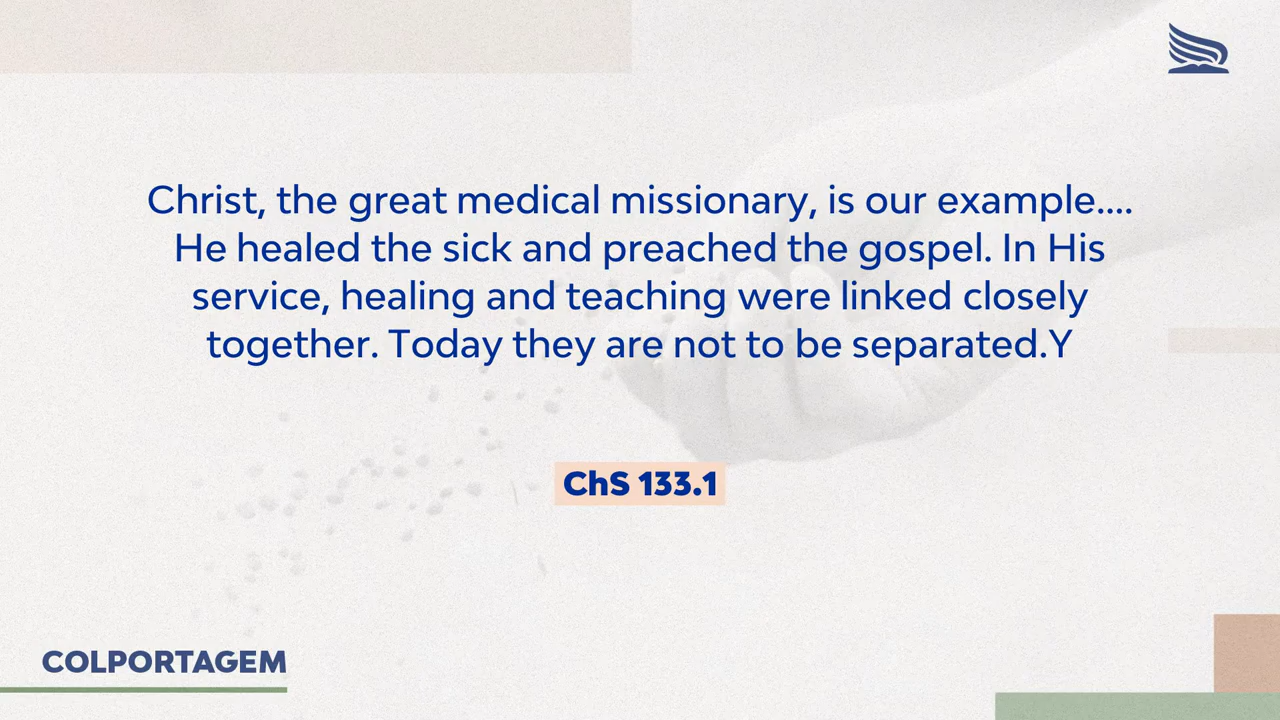 Christ, the great medical missionary, is our example....
He healed the sick and preached the gospel. In His
service, healing and teaching were linked closely
together. Today they are not to be separated.Y
ChS 133.1
COLPORTAGEM